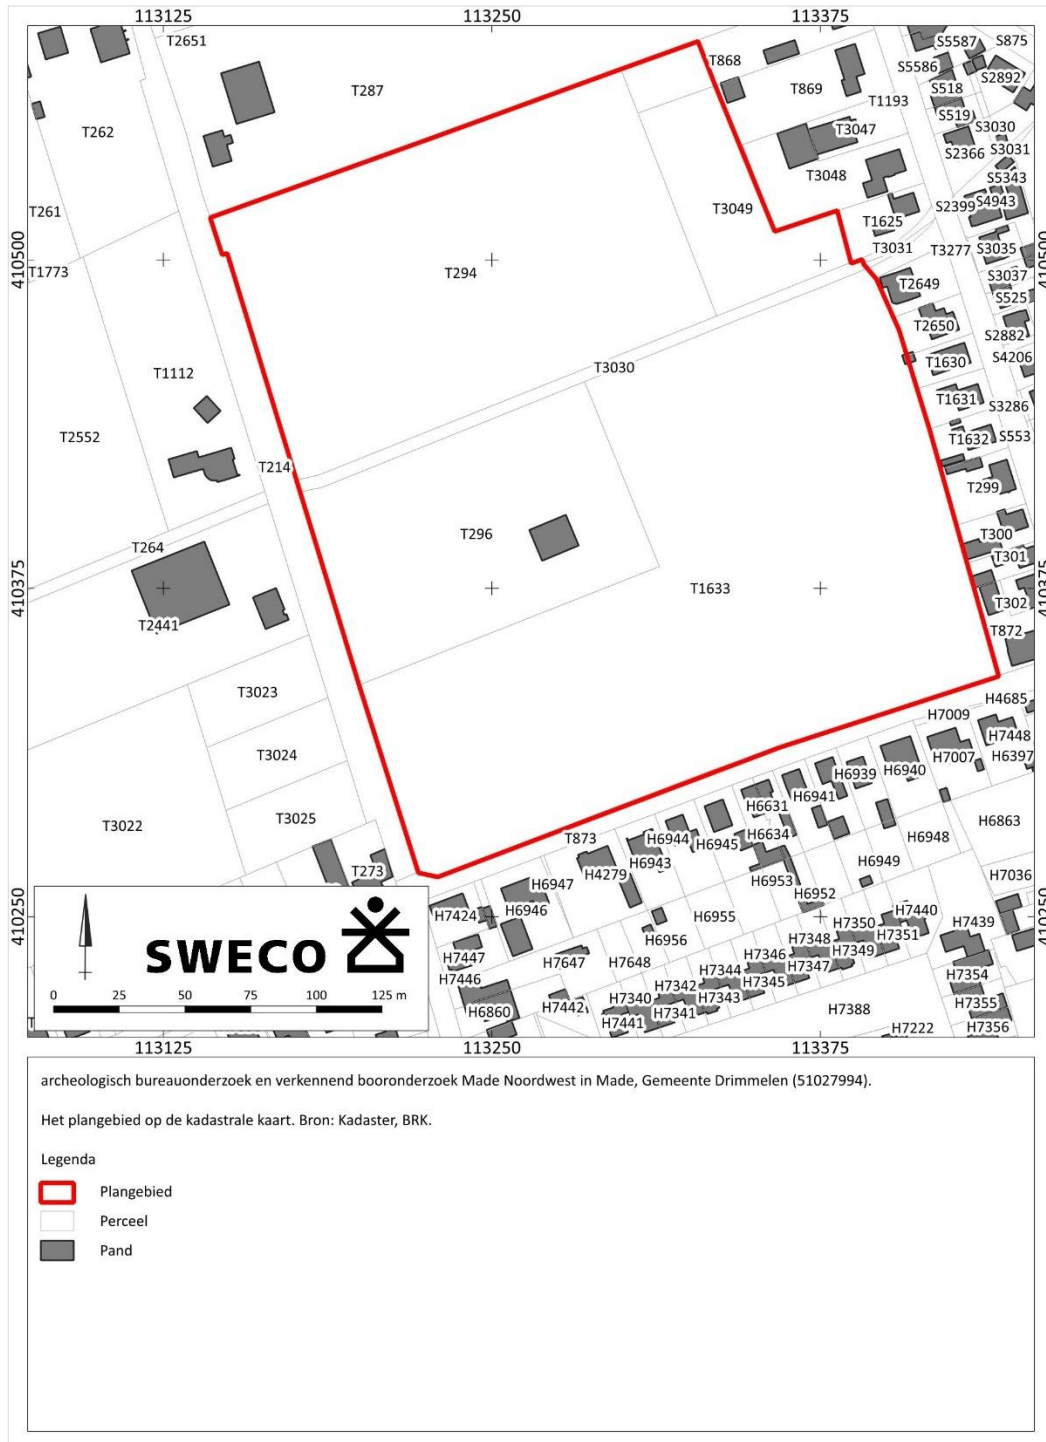 113125 113250 113375
T2651
T868
S5587 S875
S5586
T287
T869
S2892
S518
T1193
S519
T262
T3047
S3030
S2366
S3031
T3048
S5343
S4943
T261
T3049
S2399
T1625
T3031 T3277 S3035
410500 410500
T1773
T294
S3037
T2649
S525
T2650
S2882
T3030
T1630
S4206
T1112
T1631
S3286
T2552
T1632 S553
T214
T299
T296
T300
T264
T301
410375 410375
T1633
T302
T2441
T872
T3023
H4685
H7009
H7448
T3024
H7007 H6397
H6939 H6940
H6941
H6631
T3025
T3022
H6863
T873
H6944
H6634
H6948
H6945
H6943
H6949
T273
H4279
H6953
H7036
H6947
H6952
410250 410250
H7424
H6946
H6955
H7440
H7350
H7439
H6956
H7351
H7348
H7349
SWECO
H7447
H7647 H7648
H7346
H7347
H7344
H7354
H7446
H7345
H7342
H7343
0 25 50 75 100 125 m
H7340
H7442
H7355
H6860
H7341
H7388
H7441
H7222 H7356
113125 113250 113375
archeologisch bureauonderzoek en verkennend booronderzoek Made Noordwest in Made, Gemeente Drimmelen (51027994).
Het plangebied op de kadastrale kaart. Bron: Kadaster, BRK.
Legenda
Plangebied
Perceel
Pand